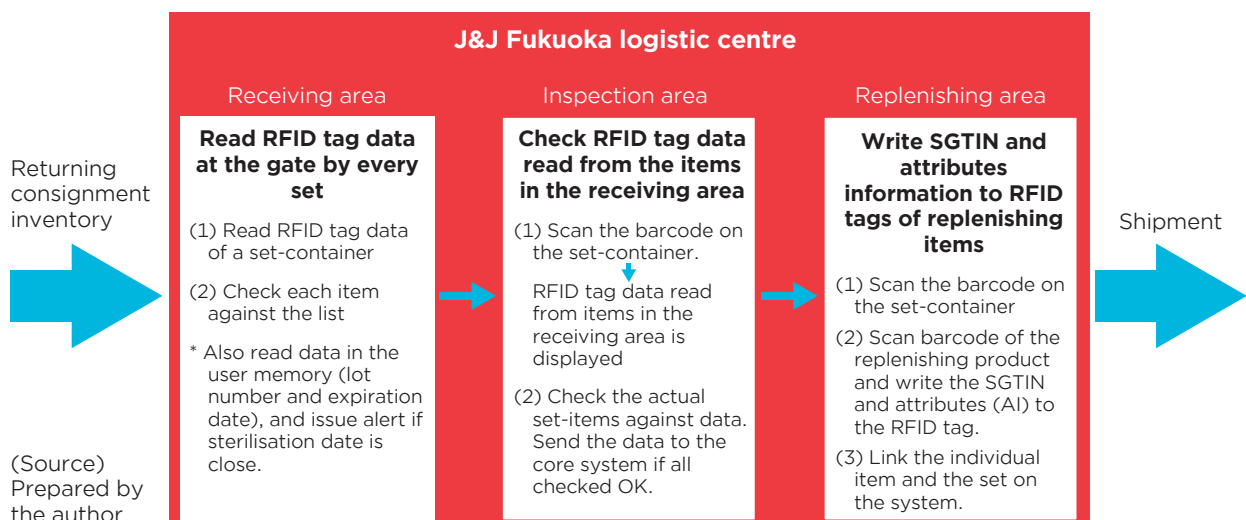 J&J Fukuoka logistic centre
Returning
consignment
inventory
Receiving area
Read RFID tag data
at the gate by every
set
(1) Read RFID tag data
of a set-container
(2) Check each item
against the list
* Also read data in the
user memory (lot
number and expiration
date), and issue alert if
sterilisation date is
close.
Inspection area
Check RFID tag data
read from the items
in the receiving area
(1) Scan the barcode on
the set-container.
RFID tag data read
from items in the
receiving area is
displayed
(2) Check the actual
set-items against data.
Send the data to the
core system if all
checked OK.
Replenishing area
Write SGTIN and
attributes
information to RFID
tags of replenishing
items
(1) Scan the barcode on
the set-container
(2) Scan barcode of the
replenishing product
and write the SGTIN
and attributes (AI) to
the RFID tag.
(3) Link the individual
item and the set on
the system.
Shipment
(Source)
Prepared by
the author